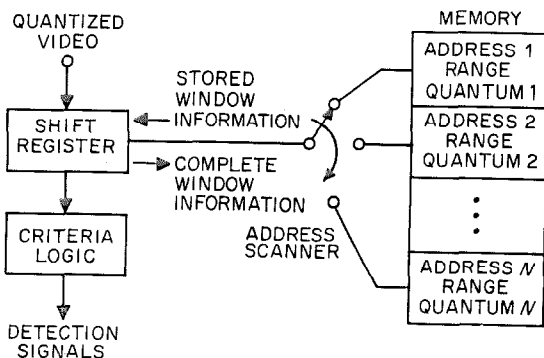 QUANTIZED
VIDEO
SHIFT
REGISTER
CRITERIA
LOGIC
DETECTION
SIGNALS
STORED
WINDOW
INFORMATION
COMPLETE
WINDOW
INFORMATION
ADDRESS
SCANNER
MEMORY
ADDRESS 1
RANGE
QUANTUM 1
ADDRESS 2
RANGE
QUANTUM 2
ADDRESS N
RANGE
QUANTUM N